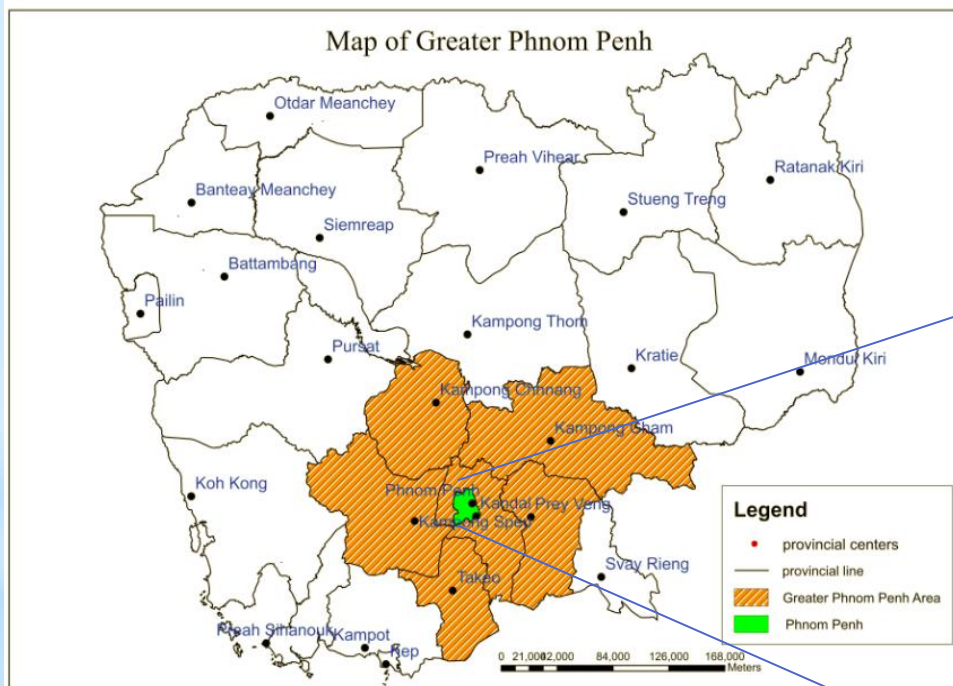 Map of Greater Phnom Penh
Otdar Meanchey
Preah Vihear
Ratanak Kiri
Banteay Meanchey
Stueng Treng
Siemreap
Battambang
Pailin
Kampong Thom
Pursat
Kratie
Mondul Kiri
Kampong Chhnang
Kampong Cham
Koh Kong
Phnom Penh
Kandal
Prey Veng
Kampong Speu
Takeo
Svay Rieng
Preah Sihanouk
Kampot
Kep
Legend
provincial centers
provincial line
Greater Phnom Penh Area
Phnom Penh
0 21,000 42,000 84,000 126,000 168,000
Meters